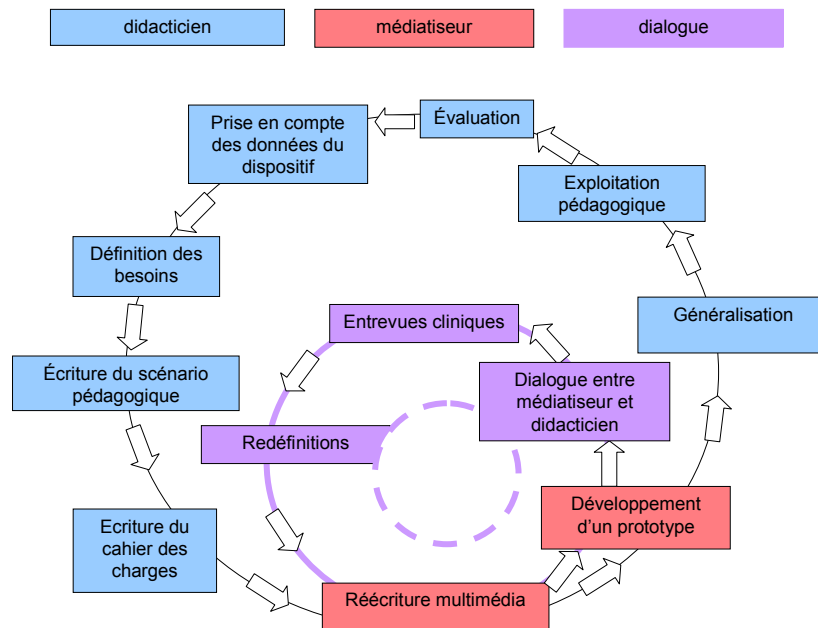 didacticien
médiatiseur
dialogue
Évaluation
Prise en compte
des données du
dispositif
Exploitation
pédagogique
Définition des
besoins
Généralisation
Entrevues cliniques
Écriture du scénario
pédagogique
Dialogue entre
médiatiseur et
didacticien
Redéfinitions
Développement
d'un prototype
Ecriture du
cahier des
charges
Réécriture multimédia